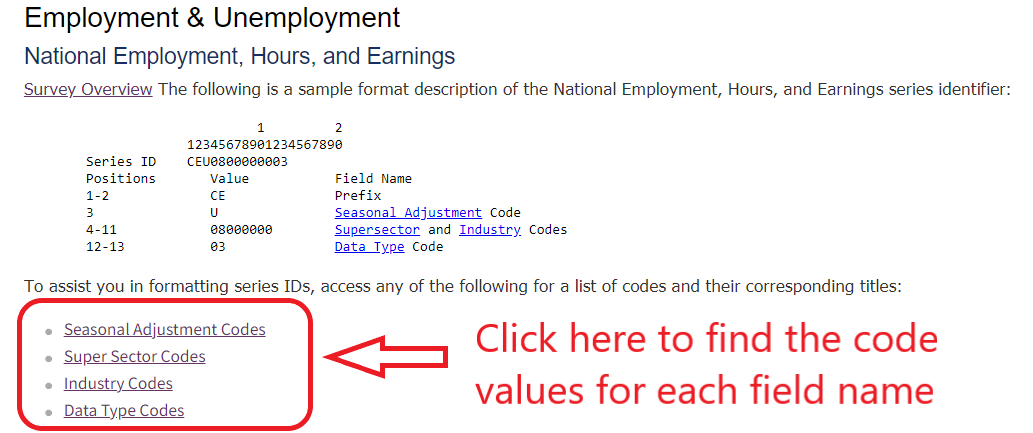 Employment & Unemployment
National Employment, Hours, and Earnings
Survey Overview The following is a sample format description of the National Employment, Hours, and Earnings series identifier:
1         2
12345678901234567890
Series ID    CEU0800000003
Positions       Value           Field Name
1-2             CE              Prefix
3               U               Seasonal Adjustment Code
4-11            08000000        Supersector and Industry Codes
12-13           03              Data Type Code
To assist you in formatting series IDs, access any of the following for a list of codes and their corresponding titles:
Seasonal Adjustment Codes
Super Sector Codes
Industry Codes
Data Type Codes
Click here to find the code
values for each field name